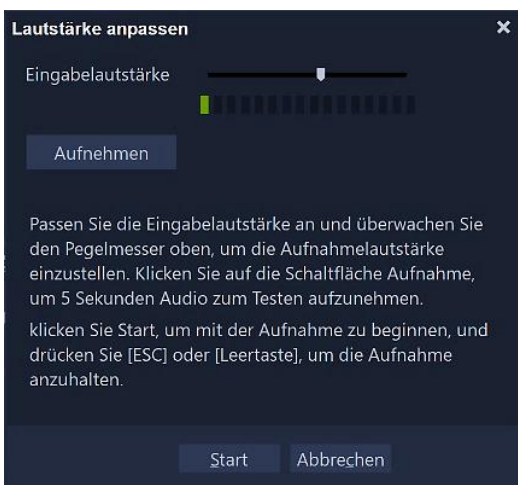 Lautstärke anpassen
Eingabelautstärke
Aufnehmen
Passen Sie die Eingabelautstärke an und überwachen Sie
den Pegelmesser oben, um die Aufnahmelautstärke
einzustellen. Klicken Sie auf die Schaltfläche Aufnahme,
um 5 Sekunden Audio zum Testen aufzunehmen.
klicken Sie Start, um mit der Aufnahme zu beginnen, und
drücken Sie [ESC] oder [Leertaste], um die Aufnahme
anzuhalten.
Start Abbrechen